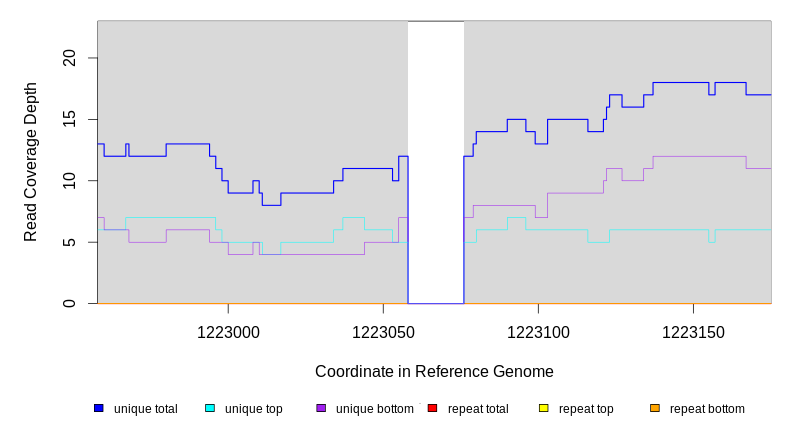 Read Coverage Depth
20
15
10
5
0
1223000 1223050 1223100 1223150
Coordinate in Reference Genome
unique total unique top unique bottom repeat total repeat top repeat bottom